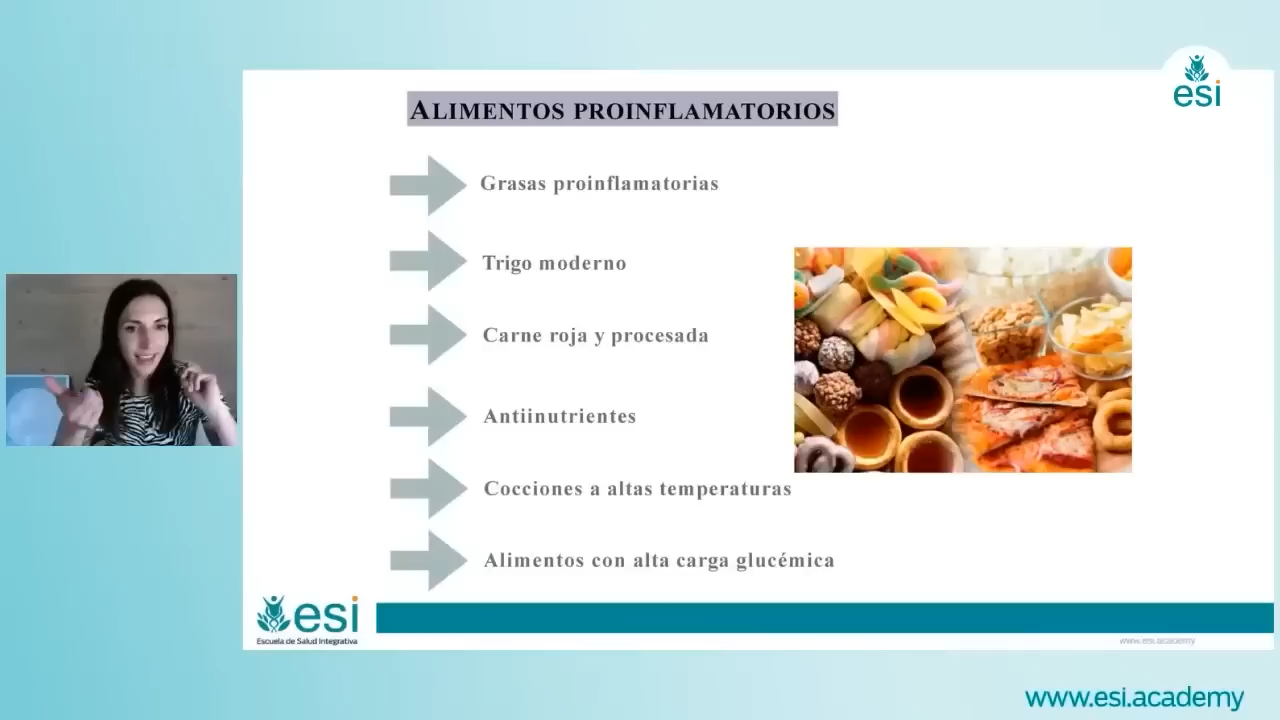 esi
ALIMENTOS PROINFLAMATORIOS
Grasas proinflamatorias
Trigo moderno
Carne roja y procesada
Antiinutrientes
Cocciones a altas temperaturas
Alimentos con alta carga glucémica
esi
Escuela de Salud Integrativa
www.esi.academy
www.esi.academy